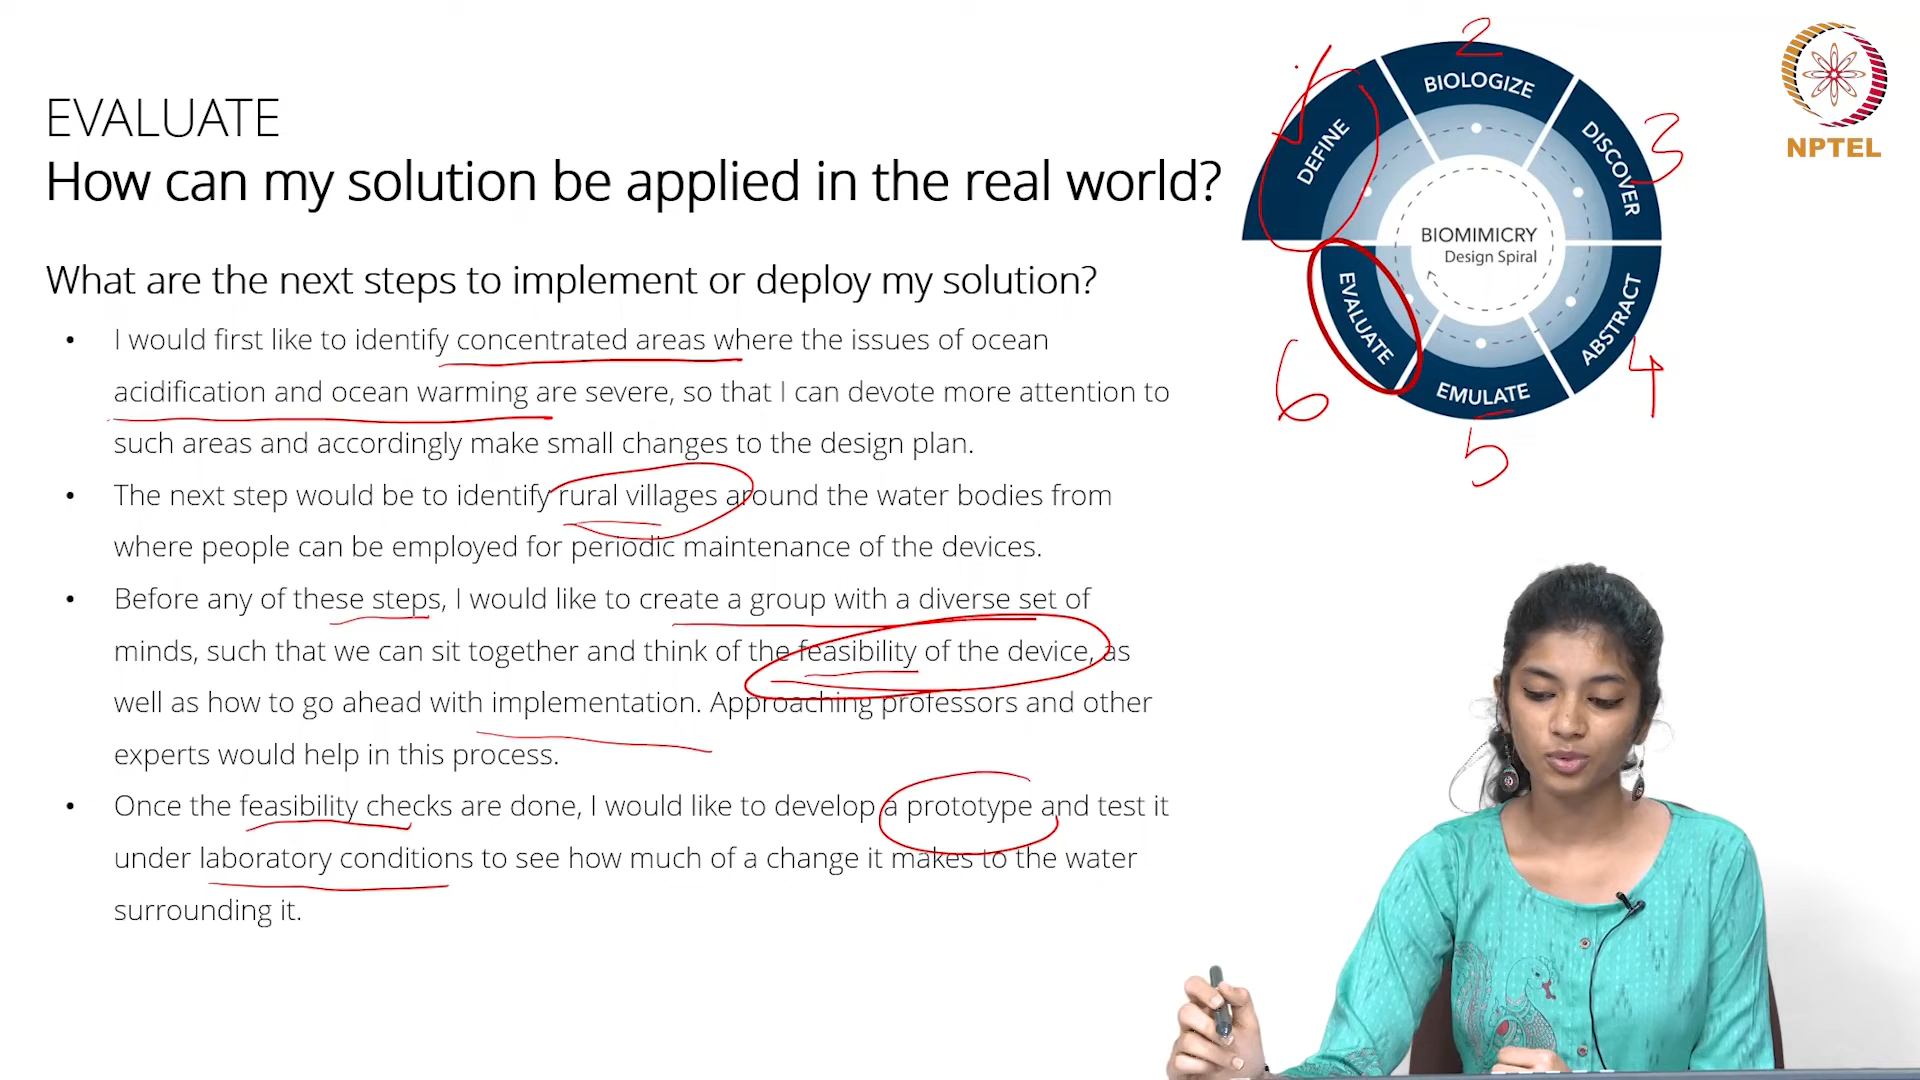 EVALUATE
How can my solution be applied in the real world?
What are the next steps to implement or deploy my solution?
• I would first like to identify concentrated areas where the issues of ocean
acidification and ocean warming are severe, so that I can devote more attention to
such areas and accordingly make small changes to the design plan.
• The next step would be to identify rural villages around the water bodies from
where people can be employed for periodic maintenance of the devices.
• Before any of these steps, I would like to create a group with a diverse set of
minds, such that we can sit together and think of the feasibility of the device, as
well as how to go ahead with implementation. Approaching professors and other
experts would help in this process.
• Once the feasibility checks are done, I would like to develop a prototype and test it
under laboratory conditions to see how much of a change it makes to the water
surrounding it.
DEFINE
2
BIOLOGIZE
3
DISCOVER
4
ABSTRACT
5
EMULATE
6
EVALUATE
BIOMIMICRY
Design Spiral
NPTEL